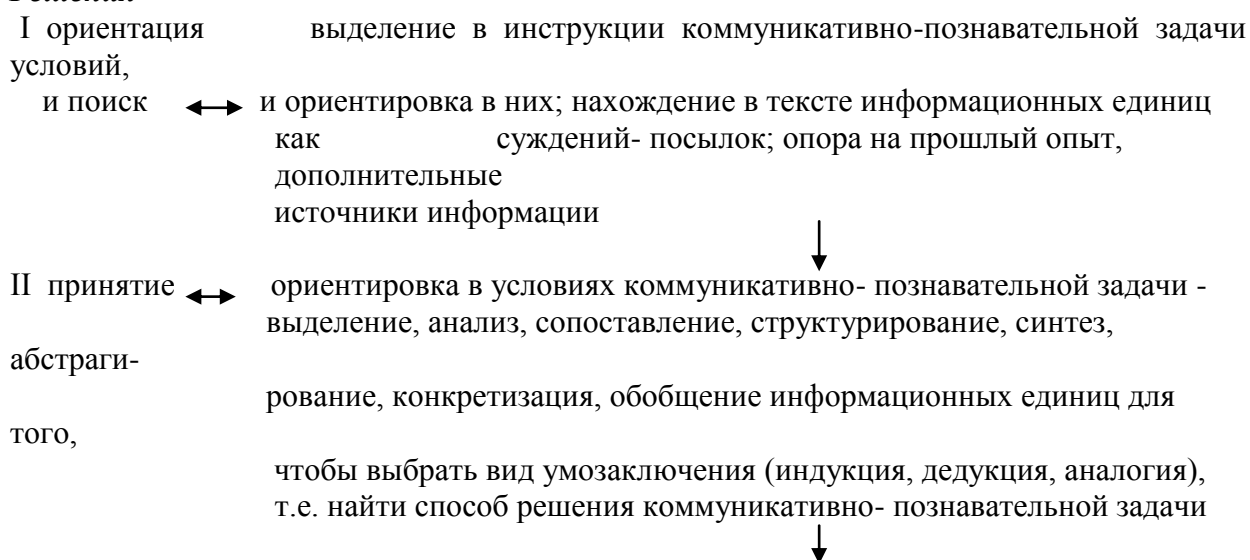 I ориентация выделение в инструкции коммуникативно-познавательной задачи
условий,
и поиск и ориентировка в них; нахождение в тексте информационных единиц
как суждений- посылок; опора на прошлый опыт,
дополнительные
источники информации
II принятие ориентировка в условиях коммуникативно- познавательной задачи -
выделение, анализ, сопоставление, структурирование, синтез,
абстраги-
рование, конкретизация, обобщение информационных единиц для
того,
чтобы выбрать вид умозаключения (индукция, дедукция, аналогия),
т.е. найти способ решения коммуникативно- познавательной задачи